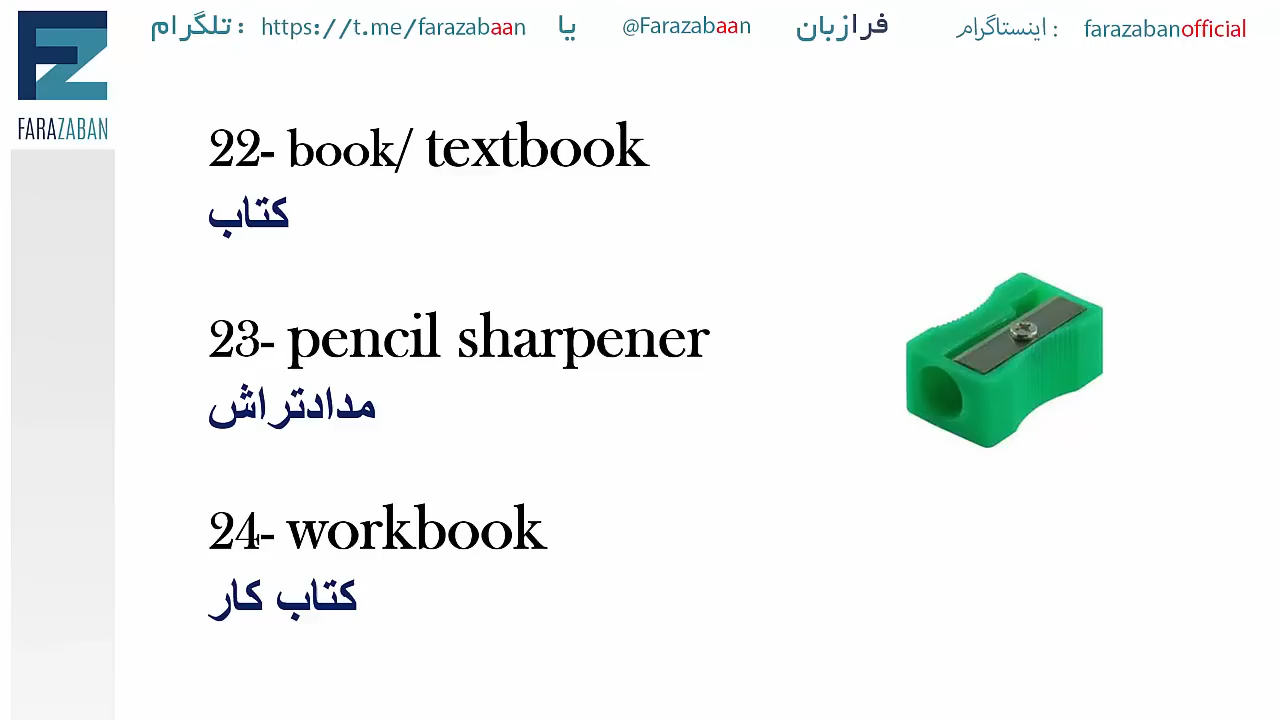 تلگرام : https://t.me/farazabaan یا @Farazabaan فرازبان اینستاگرام : farazabanofficial
FZ
FARAZABAN
22- book/ textbook
کتاب
23- pencil sharpener
مدادتراش
24- workbook
کتاب کار